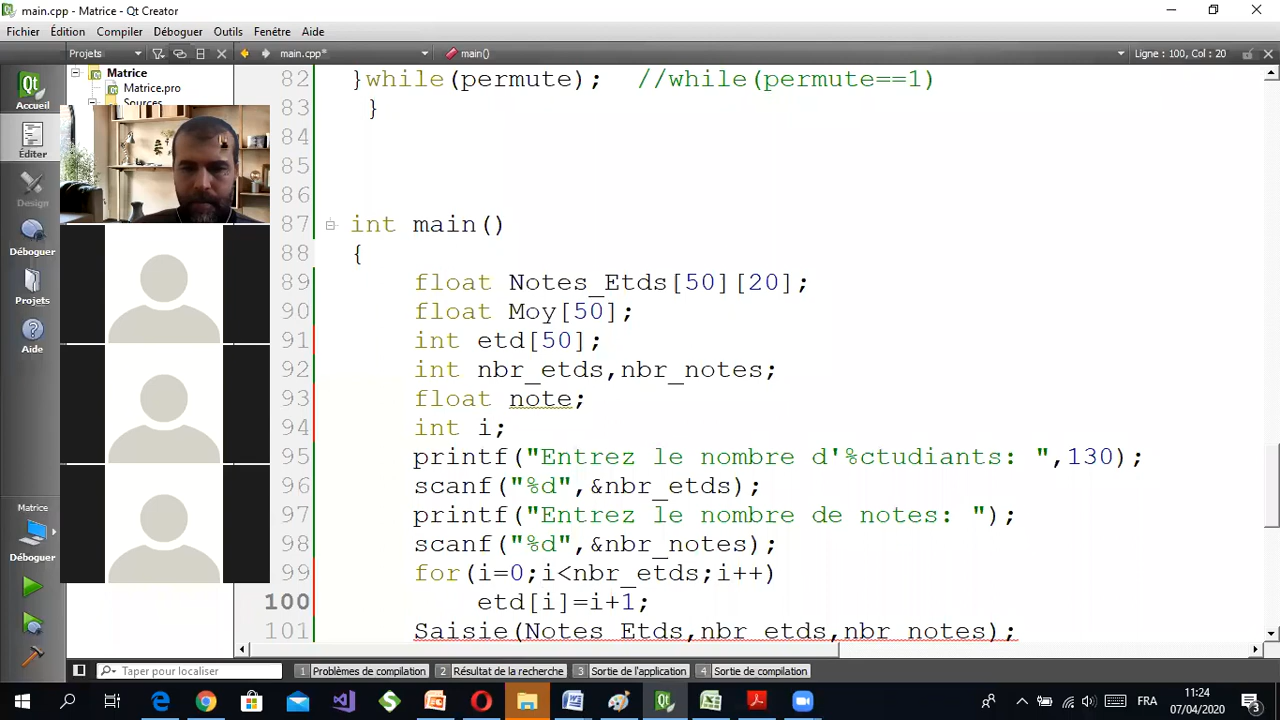 main.cpp - Matrice - Qt Creator
Fichier Édition Compiler Déboguer Outils Fenêtre Aide
Projets main.cpp* main() Ligne : 100, Col : 20
Qt
Accueil
Éditer
Design
Déboguer
Projets
Aide
Matrice
Déboguer
Matrice
Matrice.pro
Sources
82 }while(permute); //while(permute==1)
83 }
84
85
86
87 int main()
88 {
89 float Notes_Etds[50][20];
90 float Moy[50];
91 int etd[50];
92 int nbr_etds,nbr_notes;
93 float note;
94 int i;
95 printf("Entrez le nombre d'%ctudiants: ",130);
96 scanf("%d",&nbr_etds);
97 printf("Entrez le nombre de notes: ");
98 scanf("%d",&nbr_notes);
99 for(i=0;i<nbr_etds;i++)
100 etd[i]=i+1;
101 Saisie(Notes_Etds,nbr_etds,nbr_notes);
Taper pour localiser 1 Problèmes de compilation 2 Résultat de la recherche 3 Sortie de l'application 4 Sortie de compilation
FRA
11:24
07/04/2020
3